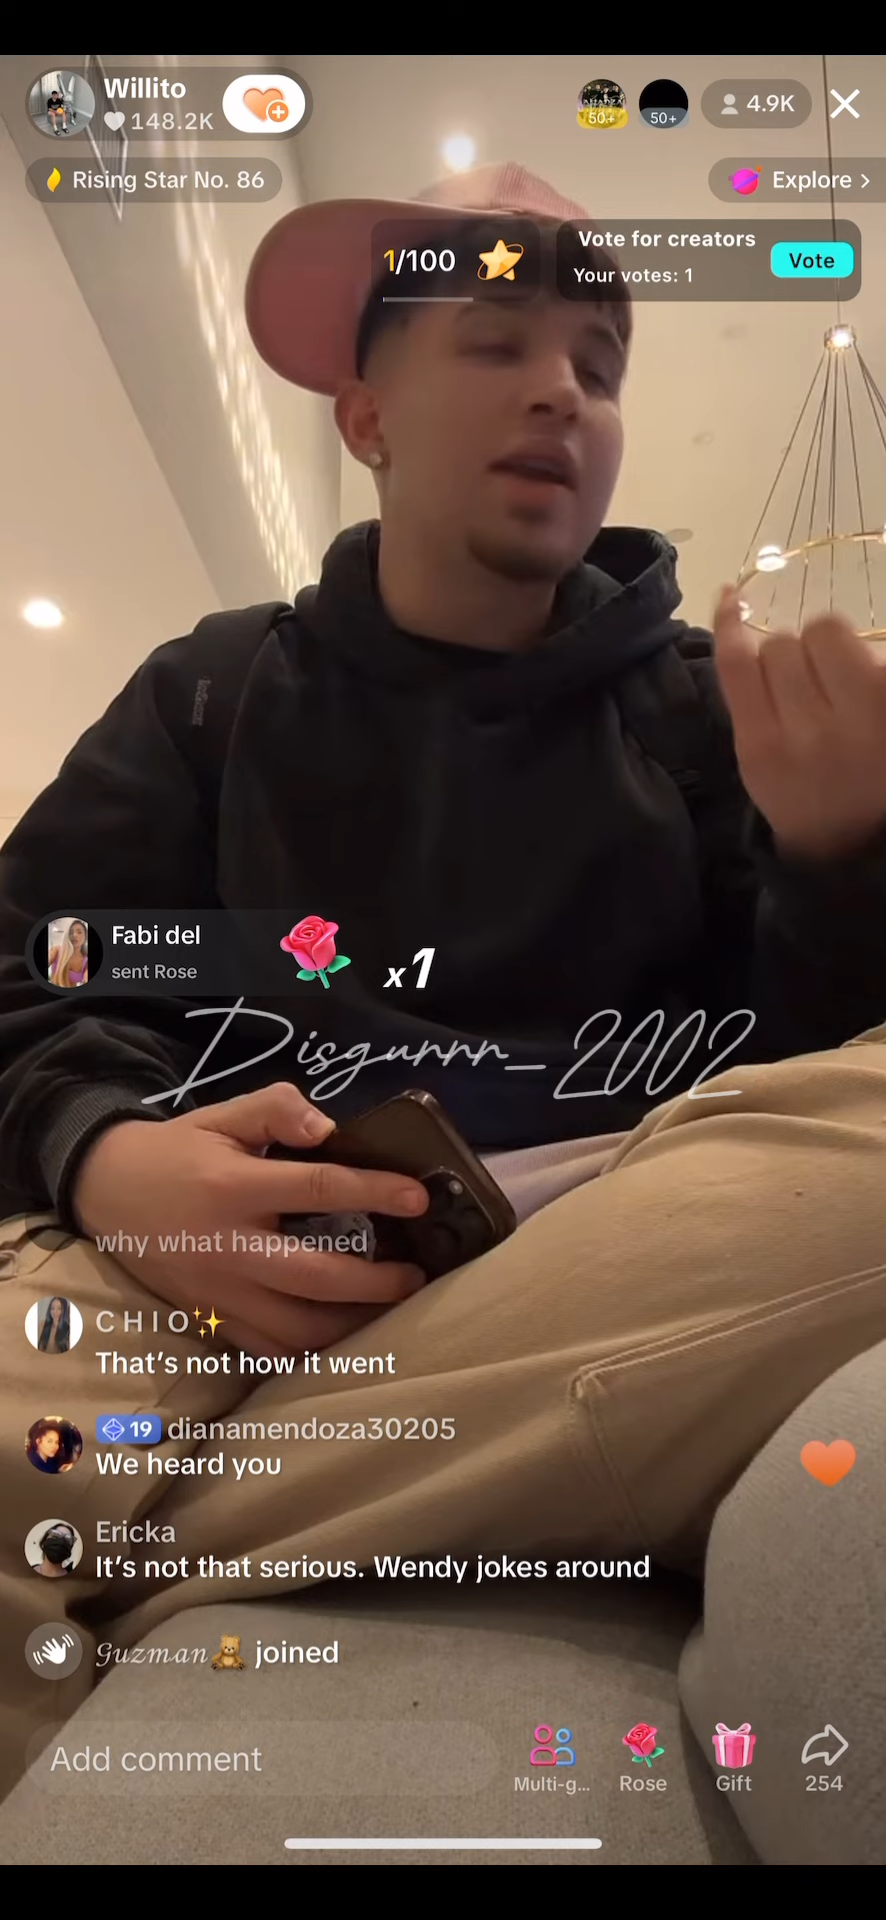 Willito
148.2K
50+
50+
4.9K
Rising Star No. 86
Explore >
1/100
Vote for creators
Your votes: 1
Vote
Fabi del
sent Rose
x1
Disgunnn_2002
why what happened
C H I O✨
That's not how it went
19 dianamendoza30205
We heard you
Ericka
It's not that serious. Wendy jokes around
Guzman🧸 joined
Add comment
Multi-g...
Rose
Gift
254